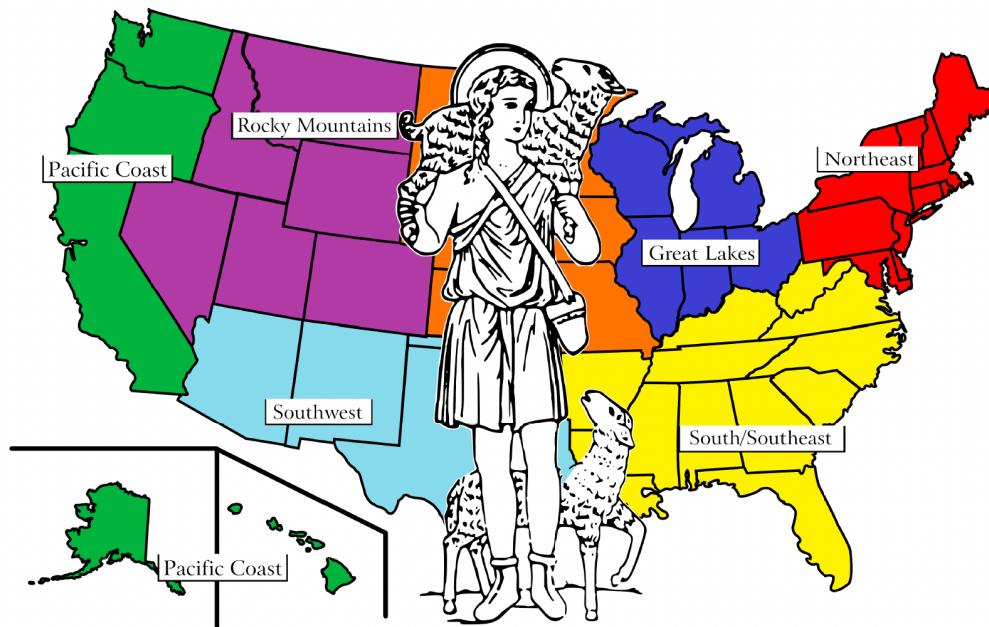 Rocky Mountains
Pacific Coast
Northeast
Great Lakes
Southwest
South/Southeast
Pacific Coast